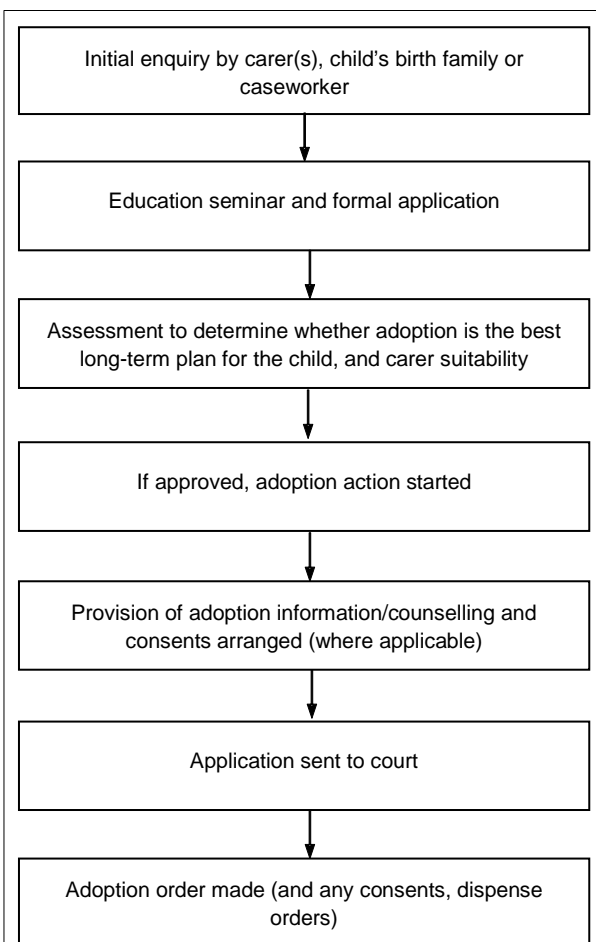 Initial enquiry by carer(s), child’s birth family or
caseworker
Education seminar and formal application
Assessment to determine whether adoption is the best
long-term plan for the child, and carer suitability
If approved, adoption action started
Provision of adoption information/counselling and
consents arranged (where applicable)
Application sent to court
Adoption order made (and any consents, dispense
orders)